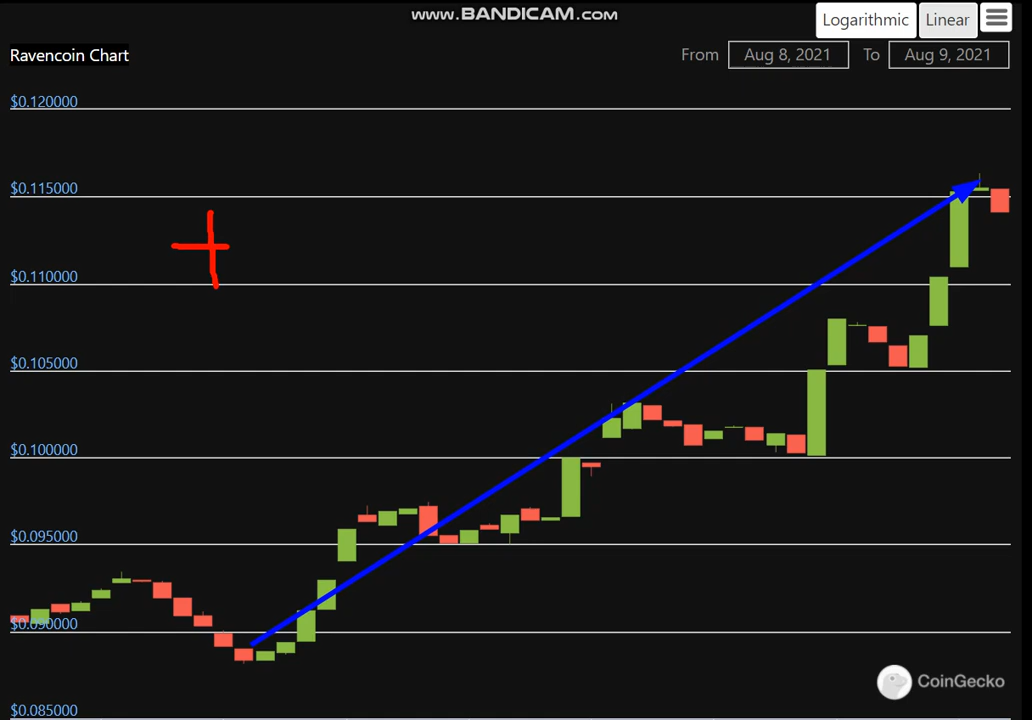 www.BANDICAM.com
Logarithmic Linear
Ravencoin Chart
From Aug 8, 2021 To Aug 9, 2021
$0.120000
$0.115000
$0.110000
$0.105000
$0.100000
$0.095000
$0.090000
$0.085000
CoinGecko